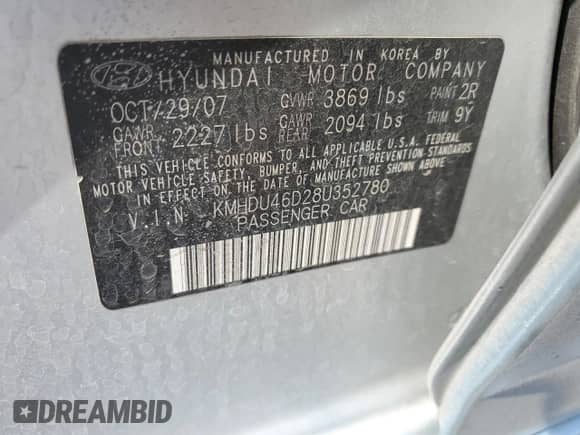 MANUFACTURED IN KOREA BY
HYUNDAI MOTOR COMPANY
OCT/29/07 GVWR 3869 lbs PAINT 2R
GAWR FRONT 2227 lbs GAWR REAR 2094 lbs TRIM 9Y
THIS VEHICLE CONFORMS TO ALL APPLICABLE U.S.A. FEDERAL
MOTOR VEHICLE SAFETY, BUMPER, AND THEFT PREVENTION
STANDARDS IN EFFECT ON THE DATE OF MANUFACTURE SHOWN ABOVE.
V.I.N. KMHDU46D28U352780
PASSENGER CAR
DREAMBID